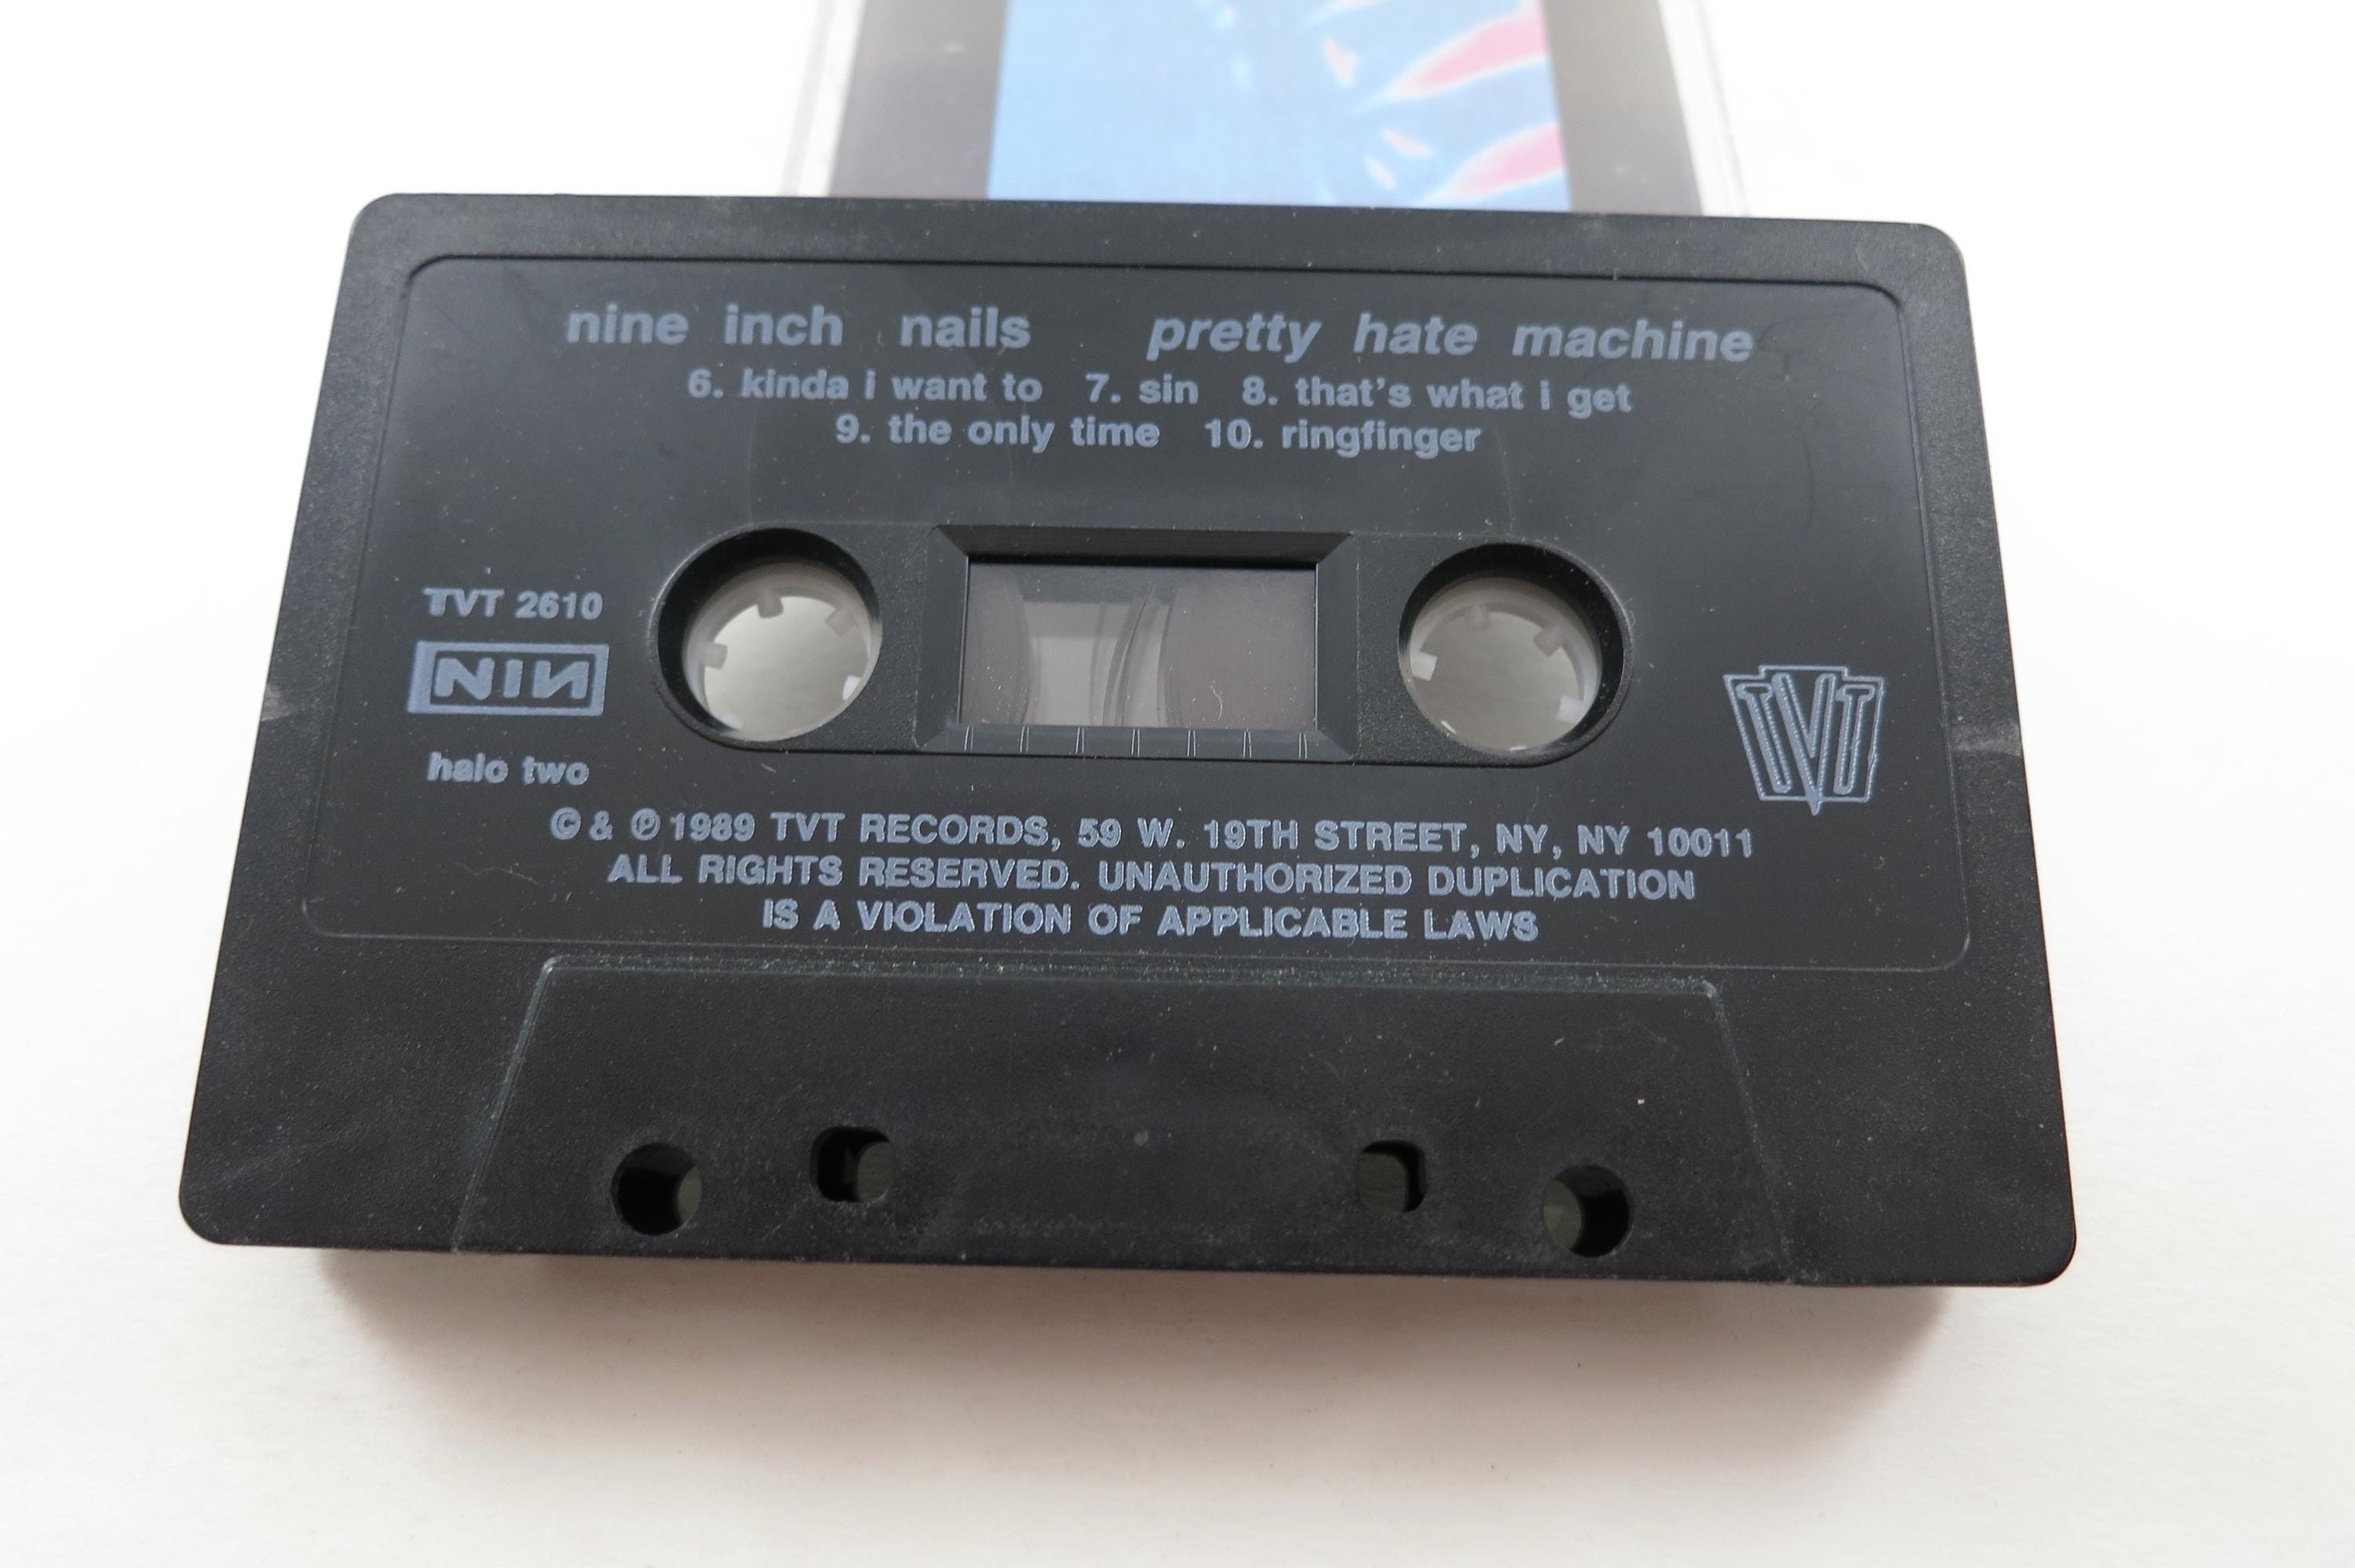 nine inch nails pretty hate machine
6. kinda i want to 7. sin 8. that's what i get
9. the only time 10. ringfinger
TVT 2610
NIN
halo two
TVT
© & ℗ 1989 TVT RECORDS, 59 W. 19TH STREET, NY, NY 10011
ALL RIGHTS RESERVED. UNAUTHORIZED DUPLICATION
IS A VIOLATION OF APPLICABLE LAWS